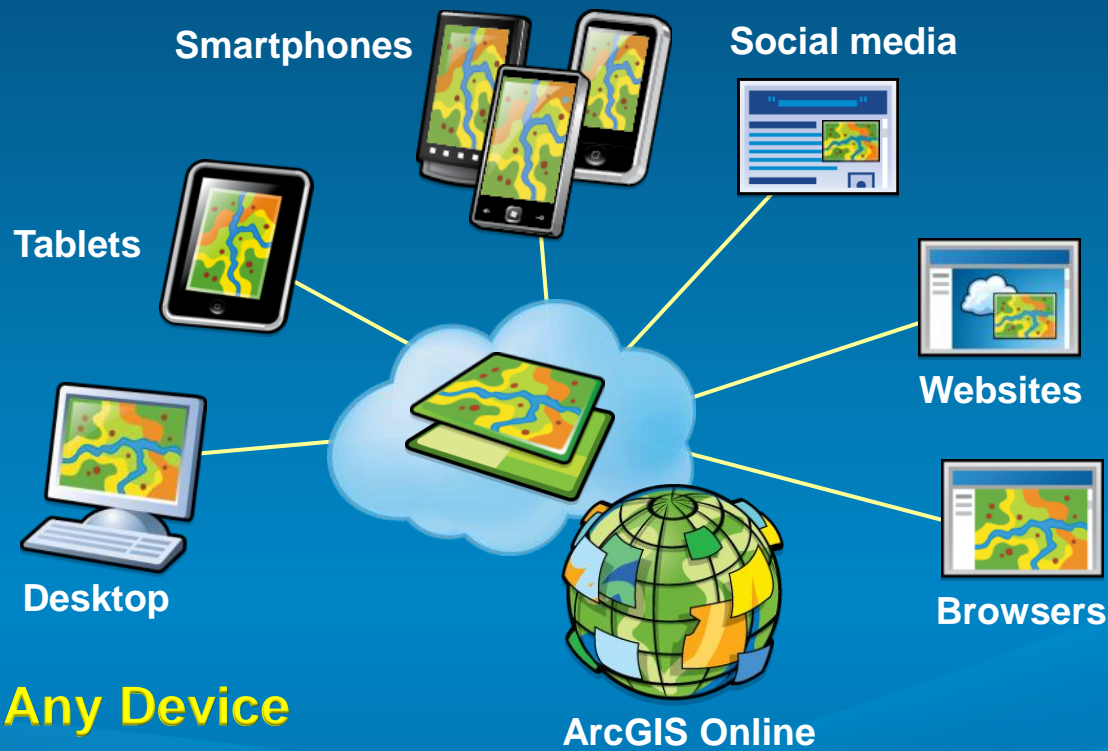 Smartphones
Social media
Tablets
Websites
Desktop
Browsers
Any Device
ArcGIS Online